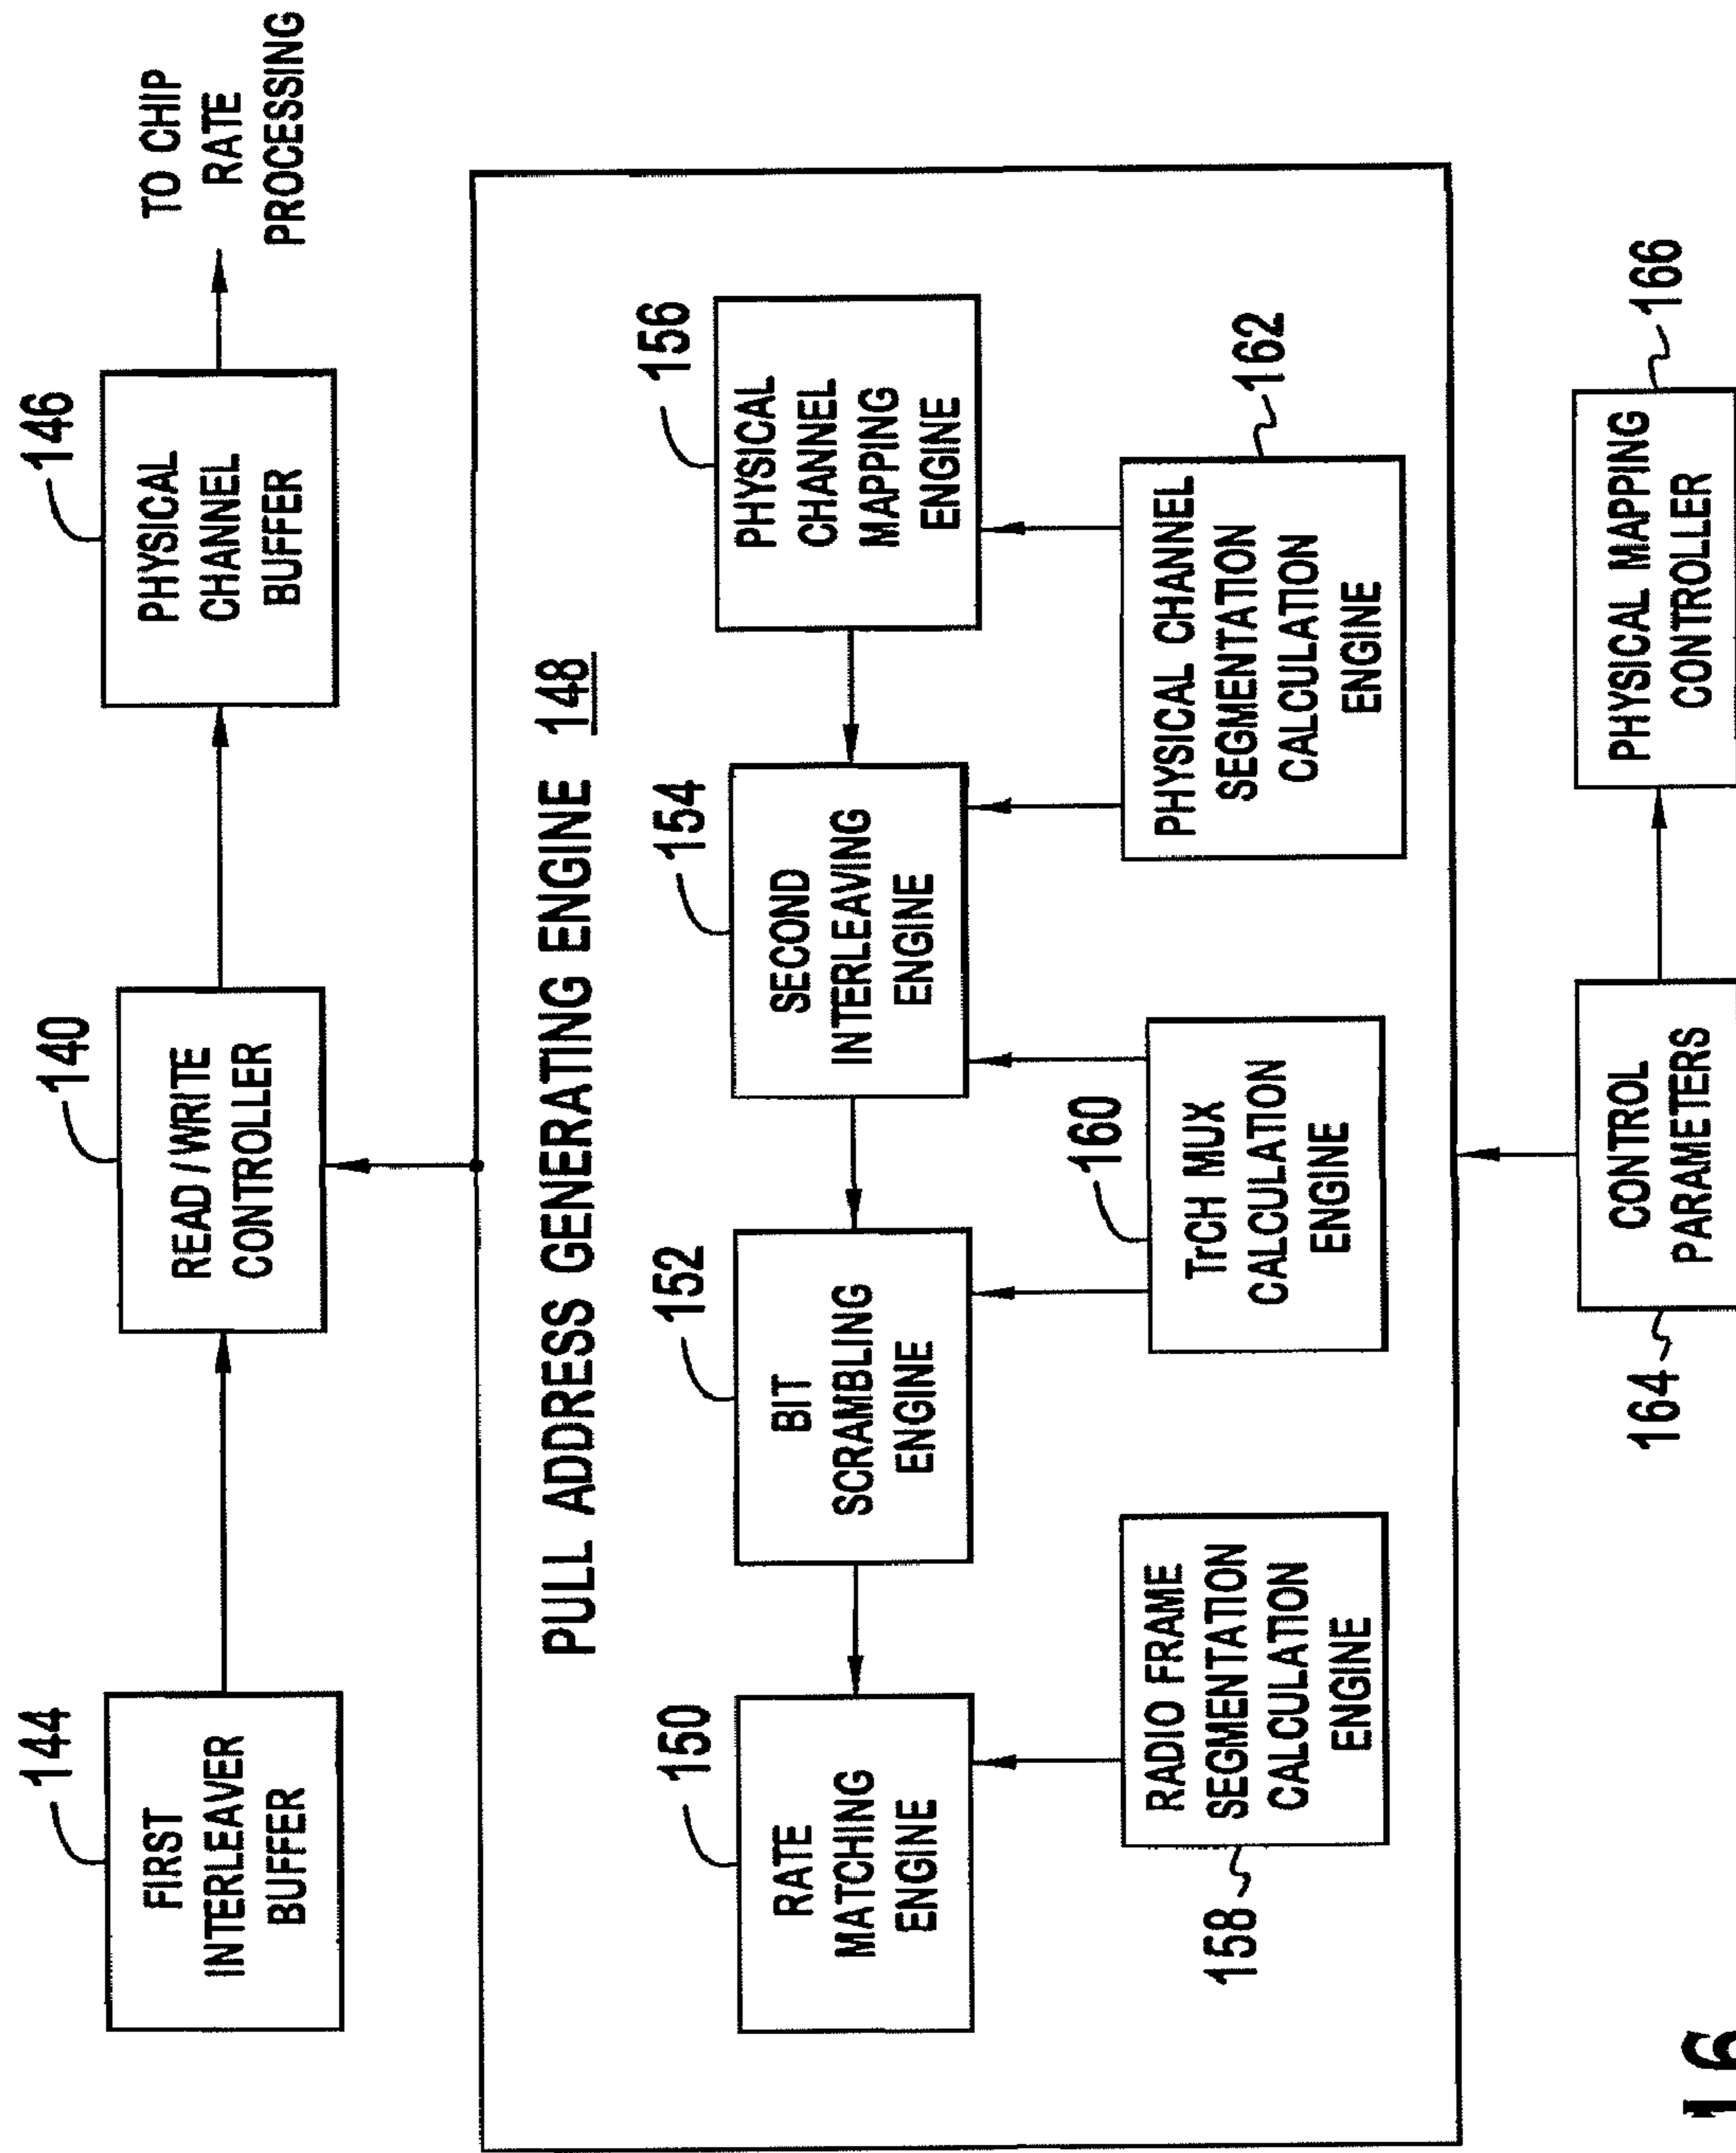 144
FIRST
INTERLEAVER
BUFFER
140
READ/WRITE
CONTROLLER
146
PHYSICAL
CHANNEL
BUFFER
TO CHIP
RATE
PROCESSING
PULL ADDRESS GENERATING ENGINE 148
150
RATE
MATCHING
ENGINE
152
BIT
SCRAMBLING
ENGINE
154
SECOND
INTERLEAVING
ENGINE
156
PHYSICAL
CHANNEL
MAPPING
ENGINE
158
RADIO FRAME
SEGMENTATION
CALCULATION
ENGINE
160
TrCH MUX
CALCULATION
ENGINE
162
PHYSICAL CHANNEL
SEGMENTATION
CALCULATION
ENGINE
164
CONTROL
PARAMETERS
166
PHYSICAL MAPPING
CONTROLLER